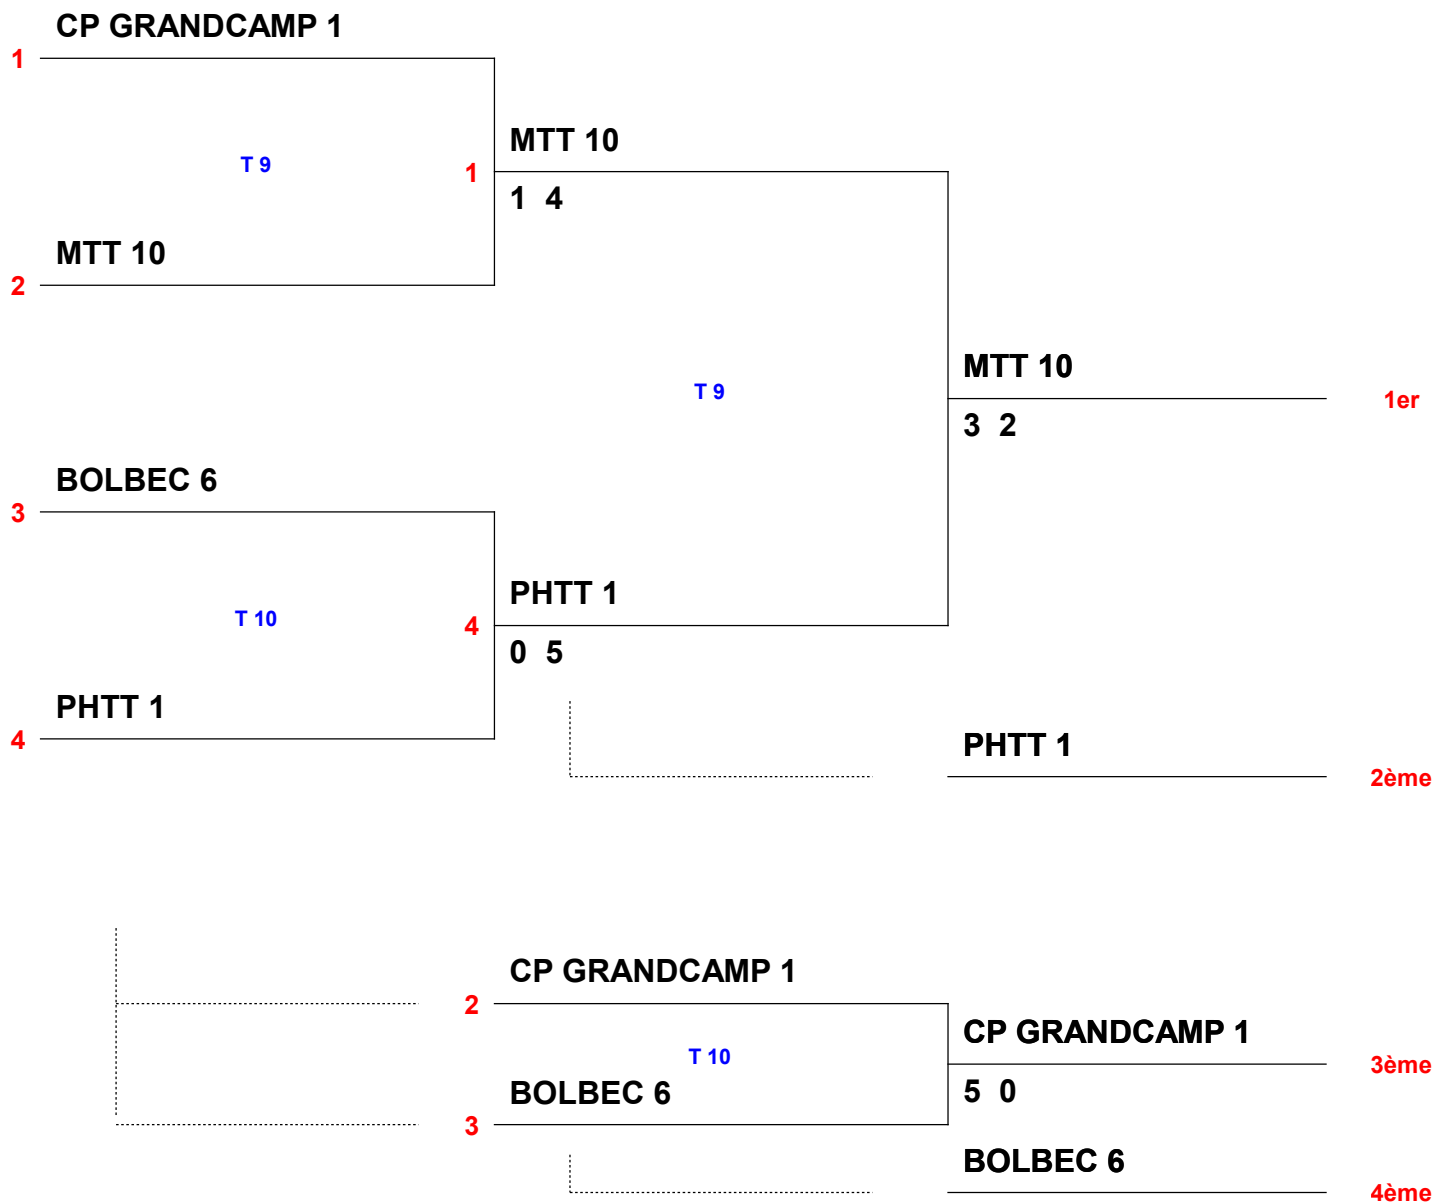 CP GRANDCAMP 1
1
MTT 10
T 9
1
1 4
MTT 10
2
MTT 10
T 9
1er
3 2
BOLBEC 6
3
PHTT 1
T 10
4
0 5
PHTT 1
4
PHTT 1
2ème
CP GRANDCAMP 1
2
CP GRANDCAMP 1
T 10
3ème
BOLBEC 6
5 0
3
BOLBEC 6
4ème